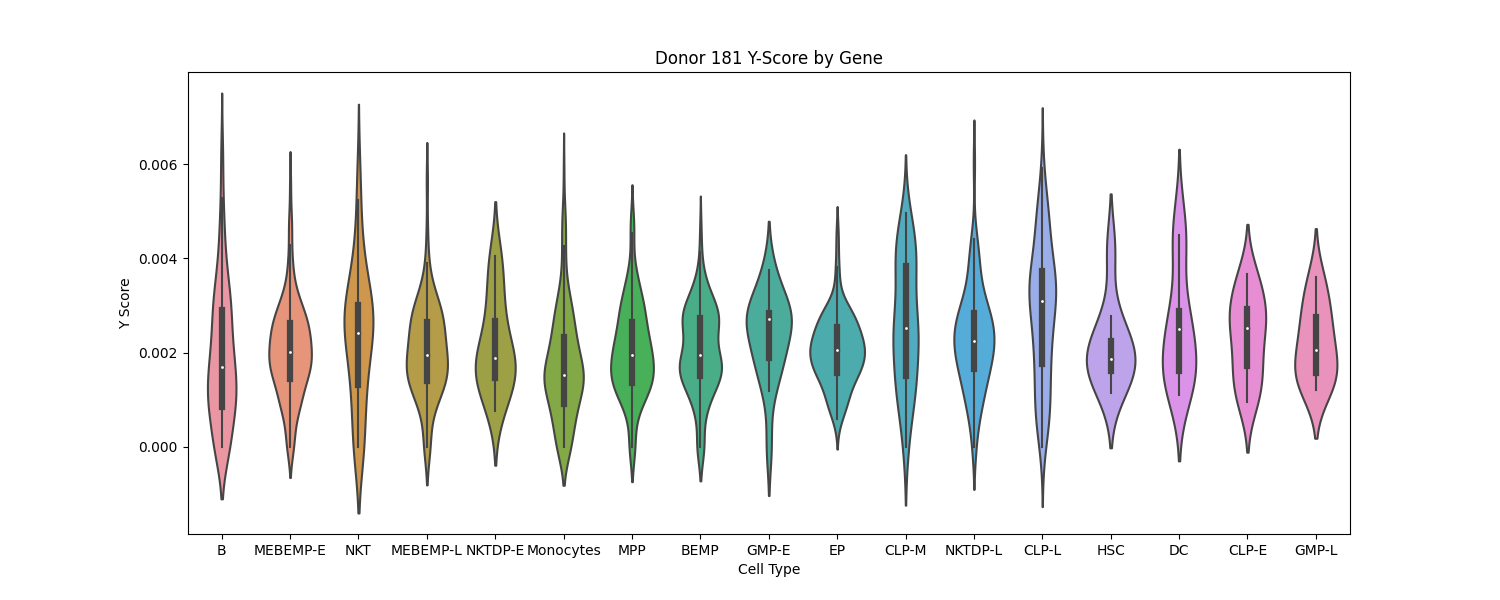 Donor 181 Y-Score by Gene
Y Score
0.006
0.004
0.002
0.000
B MEBEMP-E NKT MEBEMP-L NKTDP-E Monocytes MPP BEMP GMP-E EP CLP-M NKTDP-L CLP-L HSC DC CLP-E GMP-L
Cell Type